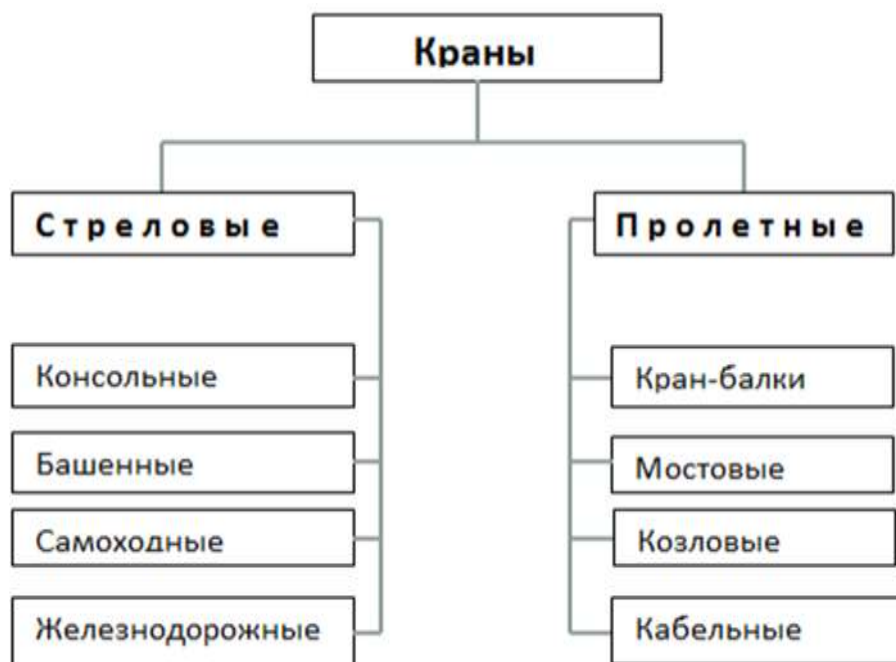 Краны
Стреловые
Пролетные
Консольные
Башенные
Самоходные
Железнодорожные
Кран-балки
Мостовые
Козловые
Кабельные